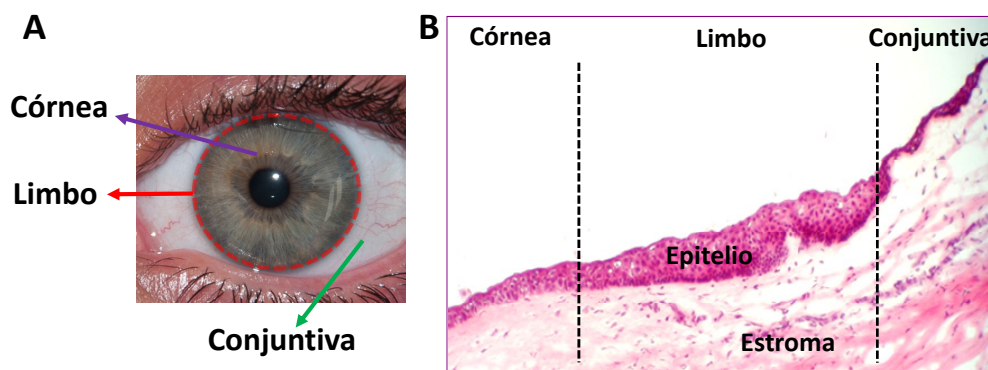 A
Córnea
Limbo
Conjuntiva
B
Córnea Limbo Conjuntiva
Epitelio
Estroma